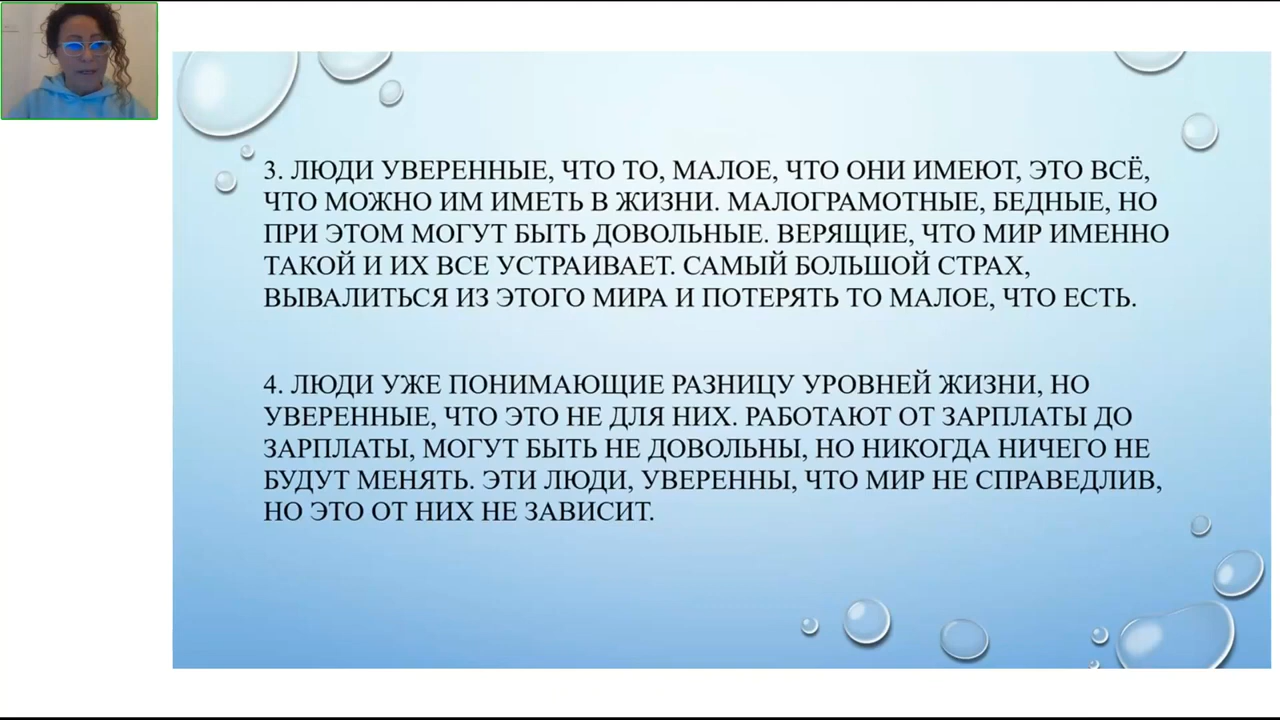 3. ЛЮДИ УВЕРЕННЫЕ, ЧТО ТО, МАЛОЕ, ЧТО ОНИ ИМЕЮТ, ЭТО ВСЁ,
ЧТО МОЖНО ИМ ИМЕТЬ В ЖИЗНИ. МАЛОГРАМОТНЫЕ, БЕДНЫЕ, НО
ПРИ ЭТОМ МОГУТ БЫТЬ ДОВОЛЬНЫЕ. ВЕРЯЩИЕ, ЧТО МИР ИМЕННО
ТАКОЙ И ИХ ВСЕ УСТРАИВАЕТ. САМЫЙ БОЛЬШОЙ СТРАХ,
ВЫВАЛИТЬСЯ ИЗ ЭТОГО МИРА И ПОТЕРЯТЬ ТО МАЛОЕ, ЧТО ЕСТЬ.
4. ЛЮДИ УЖЕ ПОНИМАЮЩИЕ РАЗНИЦУ УРОВНЕЙ ЖИЗНИ, НО
УВЕРЕННЫЕ, ЧТО ЭТО НЕ ДЛЯ НИХ. РАБОТАЮТ ОТ ЗАРПЛАТЫ ДО
ЗАРПЛАТЫ, МОГУТ БЫТЬ НЕ ДОВОЛЬНЫ, НО НИКОГДА НИЧЕГО НЕ
БУДУТ МЕНЯТЬ. ЭТИ ЛЮДИ, УВЕРЕННЫ, ЧТО МИР НЕ СПРАВЕДЛИВ,
НО ЭТО ОТ НИХ НЕ ЗАВИСИТ.